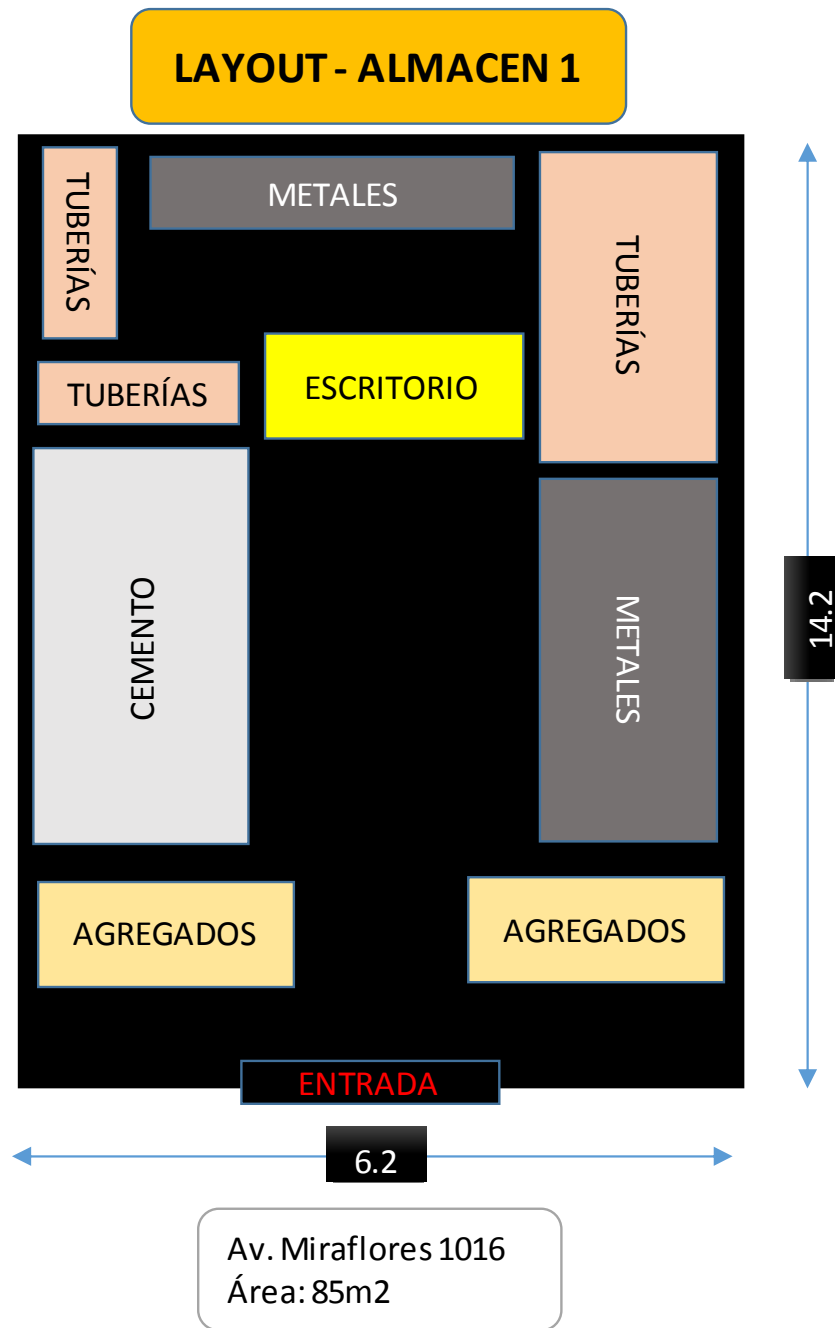 LAYOUT - ALMACEN 1
TUBERÍAS
METALES
TUBERÍAS
TUBERÍAS
ESCRITORIO
CEMENTO
METALES
14.2
AGREGADOS
AGREGADOS
ENTRADA
6.2
Av. Miraflores 1016
Área: 85m2